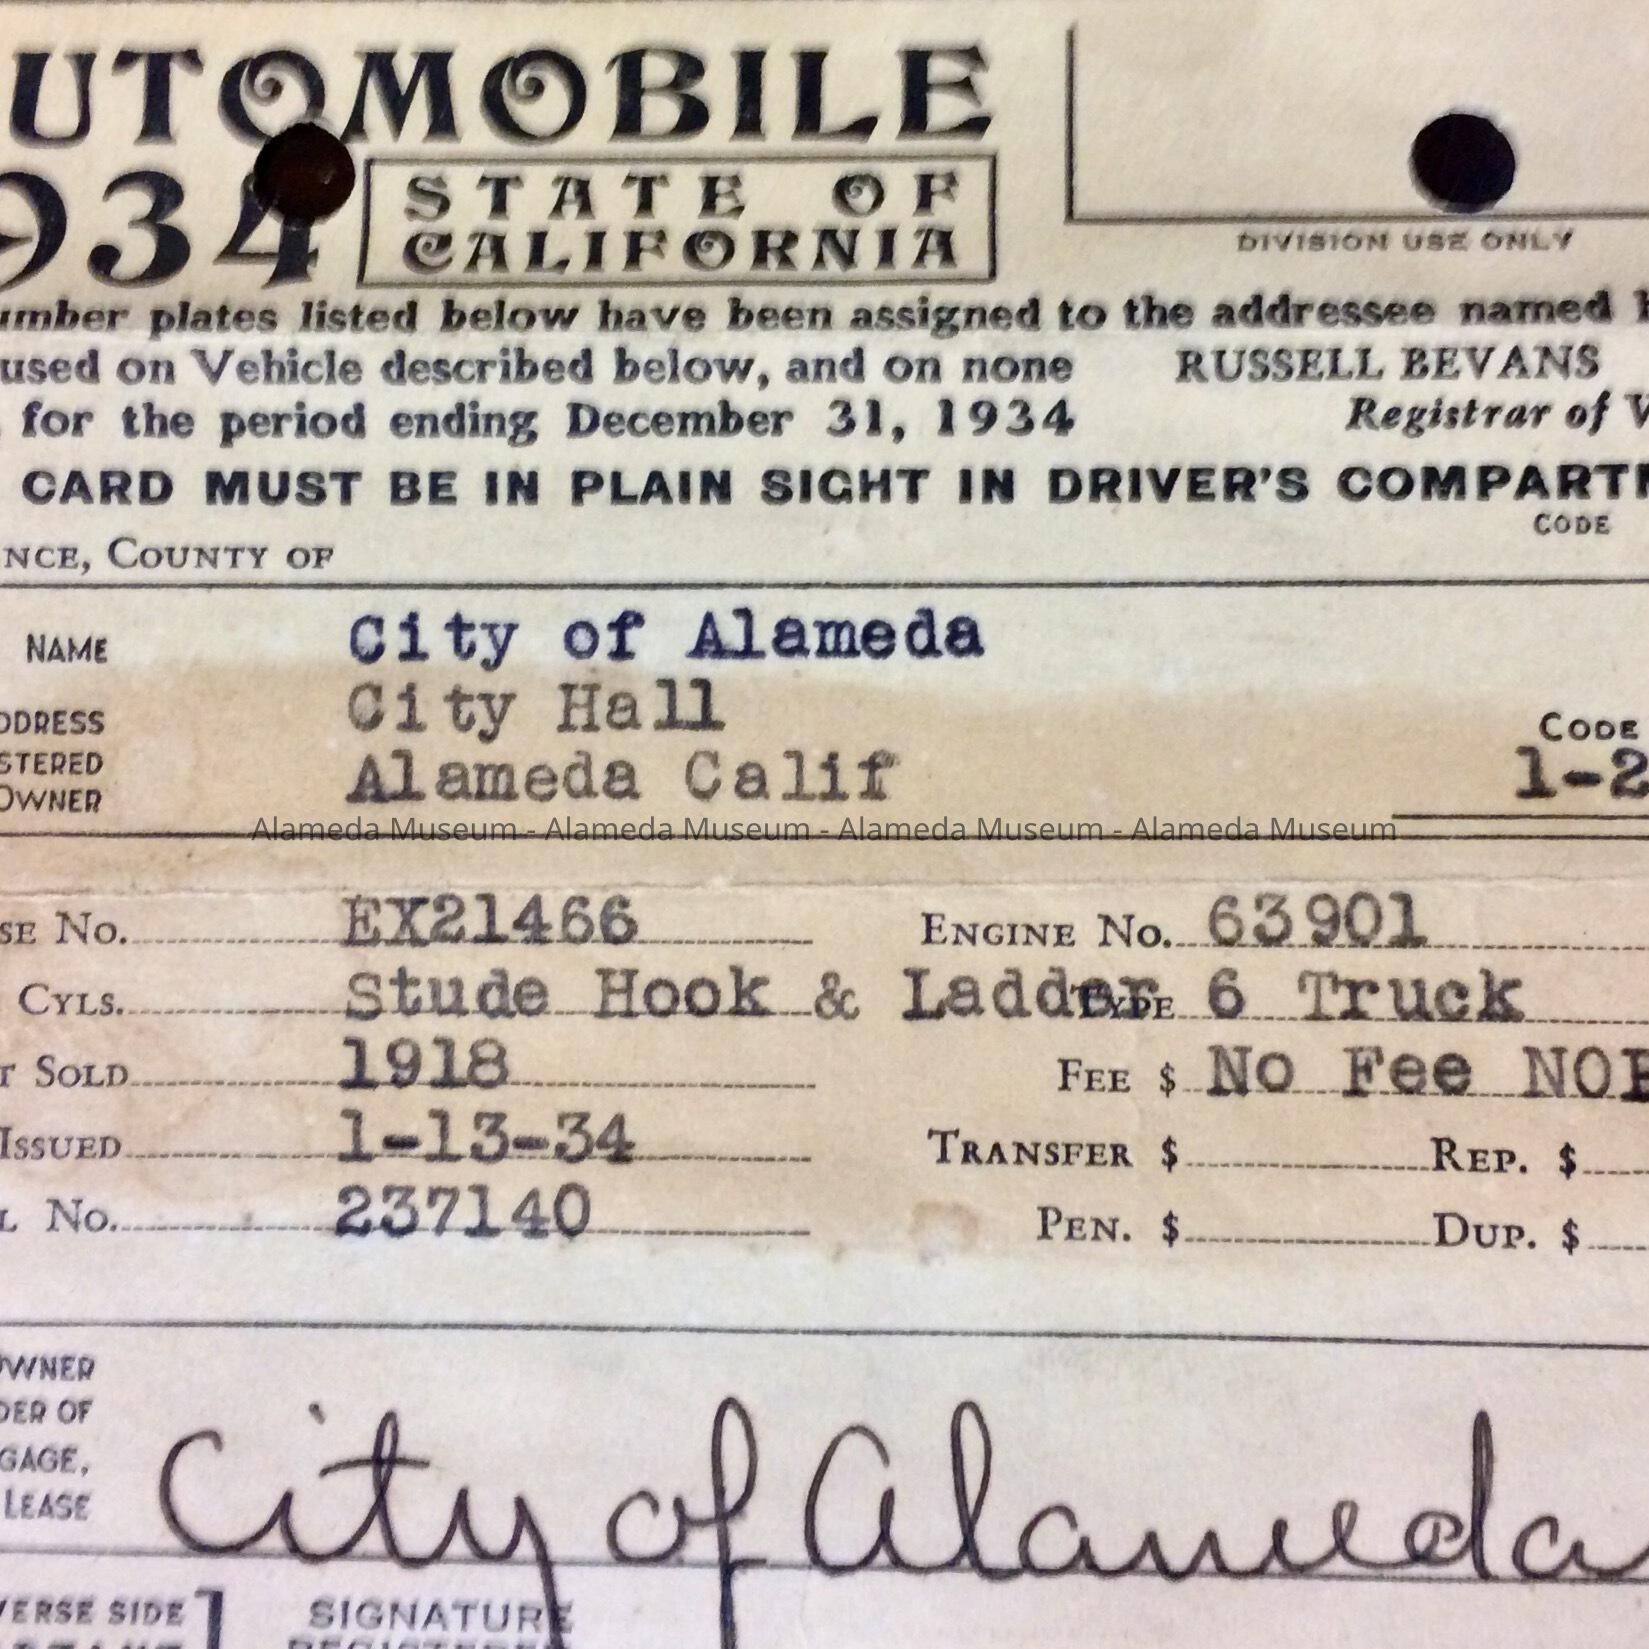 UTOMOBILE
934 STATE OF
CALIFORNIA
DIVISION USE ONLY
umber plates listed below have been assigned to the addressee named
used on Vehicle described below, and on none RUSSELL BEVANS
for the period ending December 31, 1934 Registrar of V
CARD MUST BE IN PLAIN SIGHT IN DRIVER'S COMPARTM
CODE
NCE, COUNTY OF
NAME City of Alameda
DDRESS City Hall CODE
STERED Alameda Calif 1-2
OWNER
Alameda Museum - Alameda Museum - Alameda Museum - Alameda Museum
SE NO. EX21466 ENGINE NO. 63901
CYLS. Stude Hook & Ladder TYPE 6 Truck
T SOLD 1918 FEE $ No Fee NOF
ISSUED 1-13-34 TRANSFER $ REP. $
L NO. 237140 PEN. $ DUP. $
OWNER
DER OF
GAGE,
LEASE
City of Alameda
VERSE SIDE SIGNATURE
REGISTERED